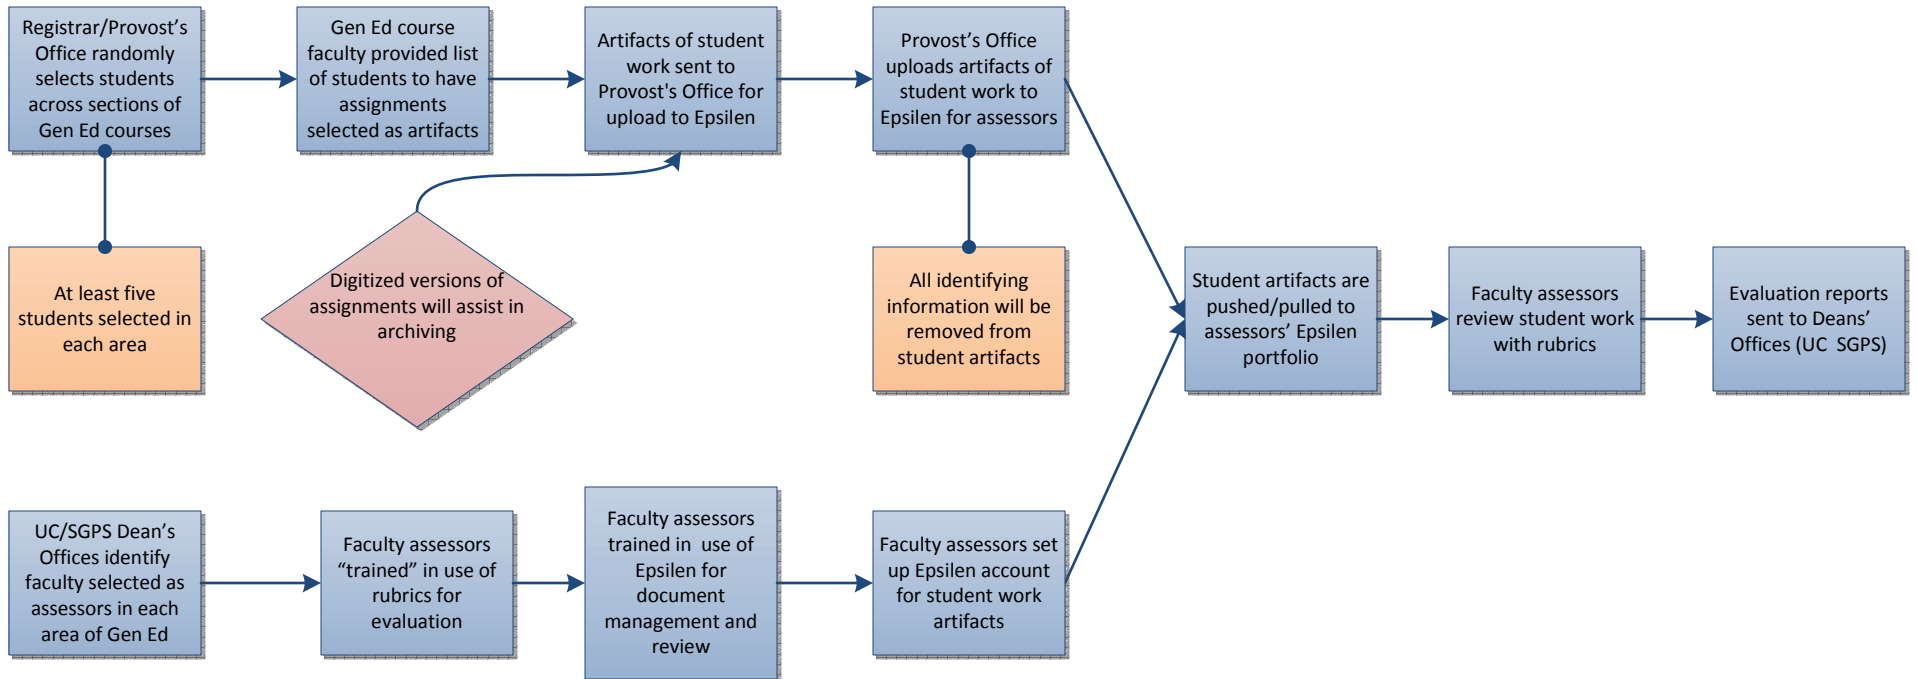 Registrar/Provost’s
Office randomly
selects students
across sections of
Gen Ed courses
Gen Ed course
faculty provided list
of students to have
assignments
selected as artifacts
Artifacts of student
work sent to
Provost's Office for
upload to Epsilen
Provost’s Office
uploads artifacts of
student work to
Epsilen for assessors
At least five
students selected in
each area
Digitized versions of
assignments will assist in
archiving
All identifying
information will be
removed from
student artifacts
Student artifacts are
pushed/pulled to
assessors’ Epsilen
portfolio
Faculty assessors
review student work
with rubrics
Evaluation reports
sent to Deans’
Offices (UC  SGPS)
UC/SGPS Dean’s
Offices identify
faculty selected as
assessors in each
area of Gen Ed
Faculty assessors
“trained” in use of
rubrics for
evaluation
Faculty assessors
trained in  use of
Epsilen for
document
management and
review
Faculty assessors set
up Epsilen account
for student work
artifacts